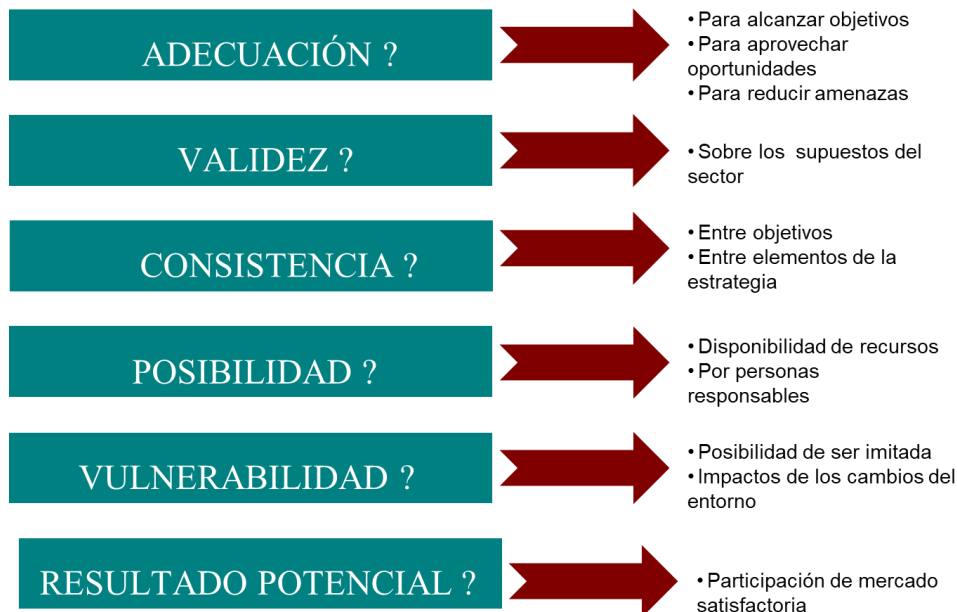 ADECUACIÓN ?
• Para alcanzar objetivos
• Para aprovechar
oportunidades
• Para reducir amenazas
VALIDEZ ?
• Sobre los  supuestos del
sector
CONSISTENCIA ?
• Entre objetivos
• Entre elementos de la
estrategia
POSIBILIDAD ?
• Disponibilidad de recursos
• Por personas
responsables
VULNERABILIDAD ?
• Posibilidad de ser imitada
• Impactos de los cambios del
entorno
RESULTADO POTENCIAL ?
• Participación de mercado
satisfactoria